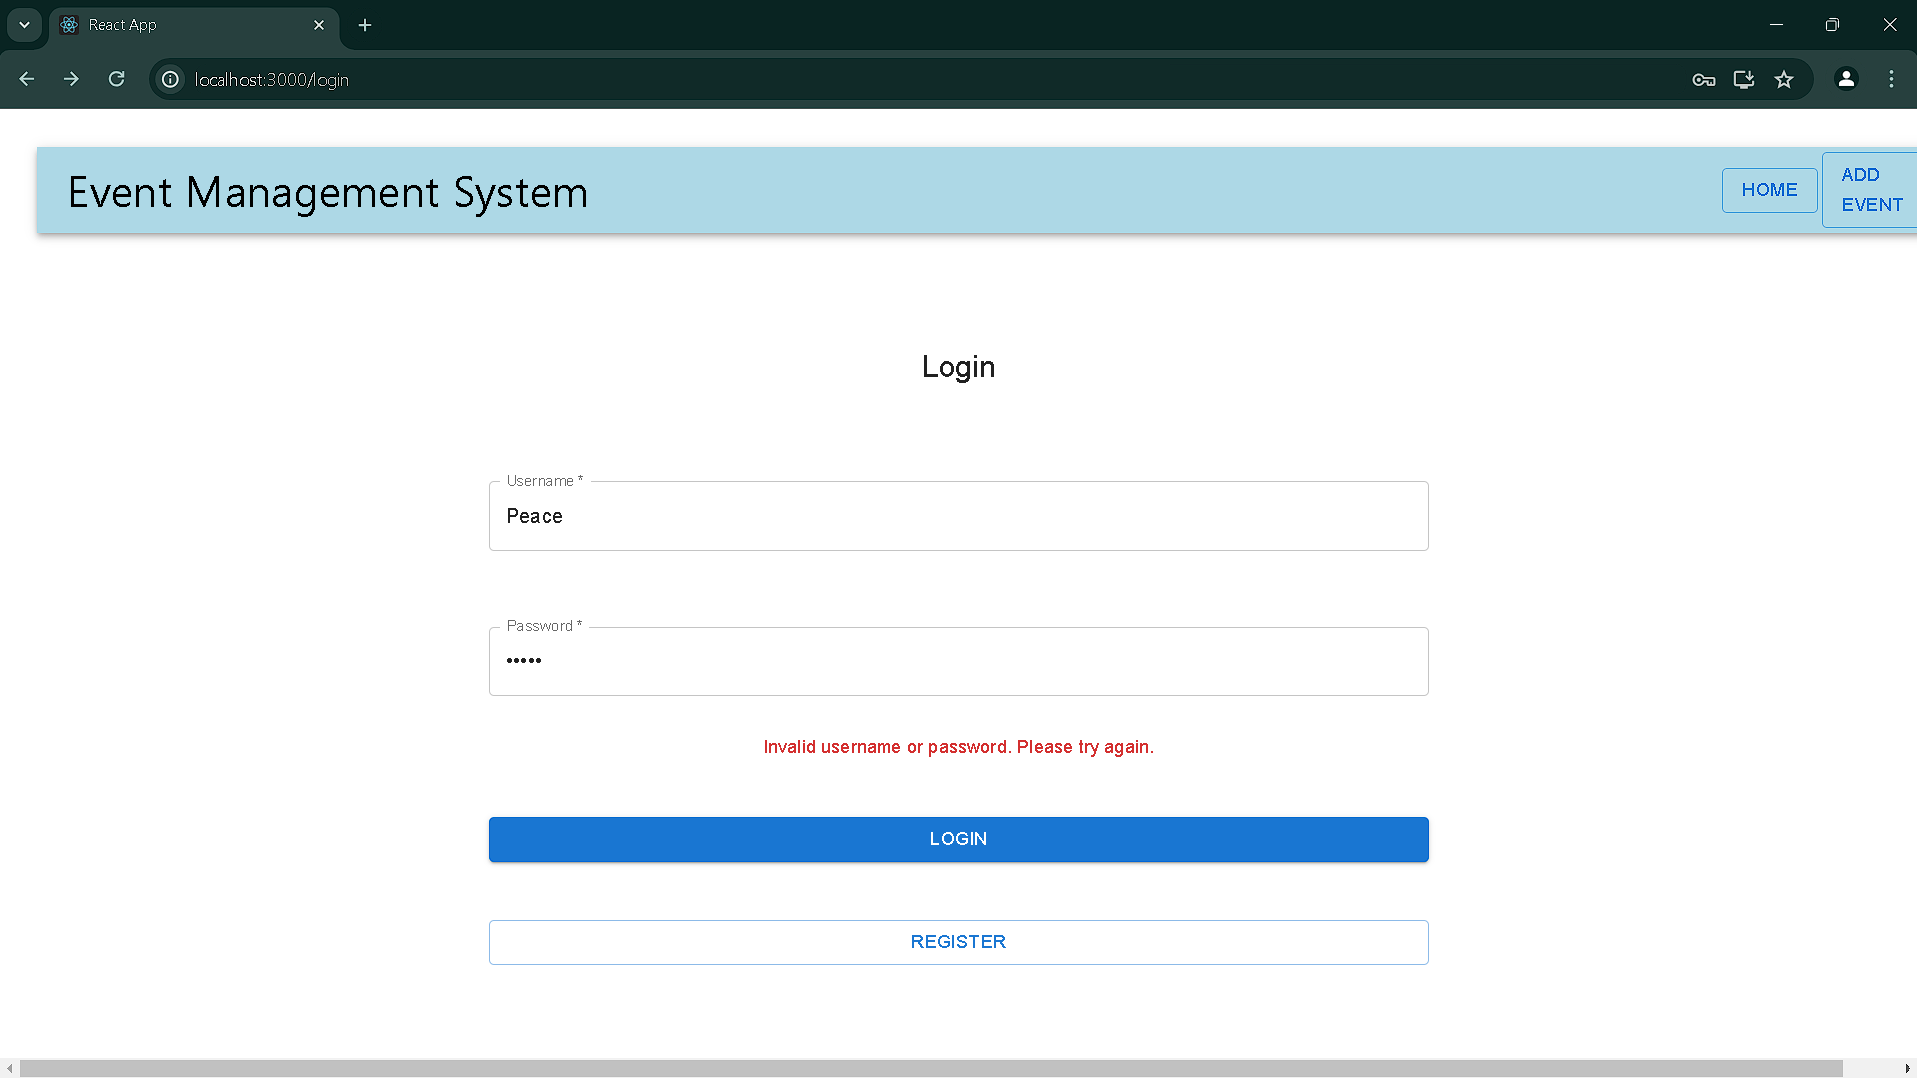 React App
localhost:3000/login
Event Management System
HOME
ADD
EVENT
Login
Username *
Peace
Password *
•••••
Invalid username or password. Please try again.
LOGIN
REGISTER